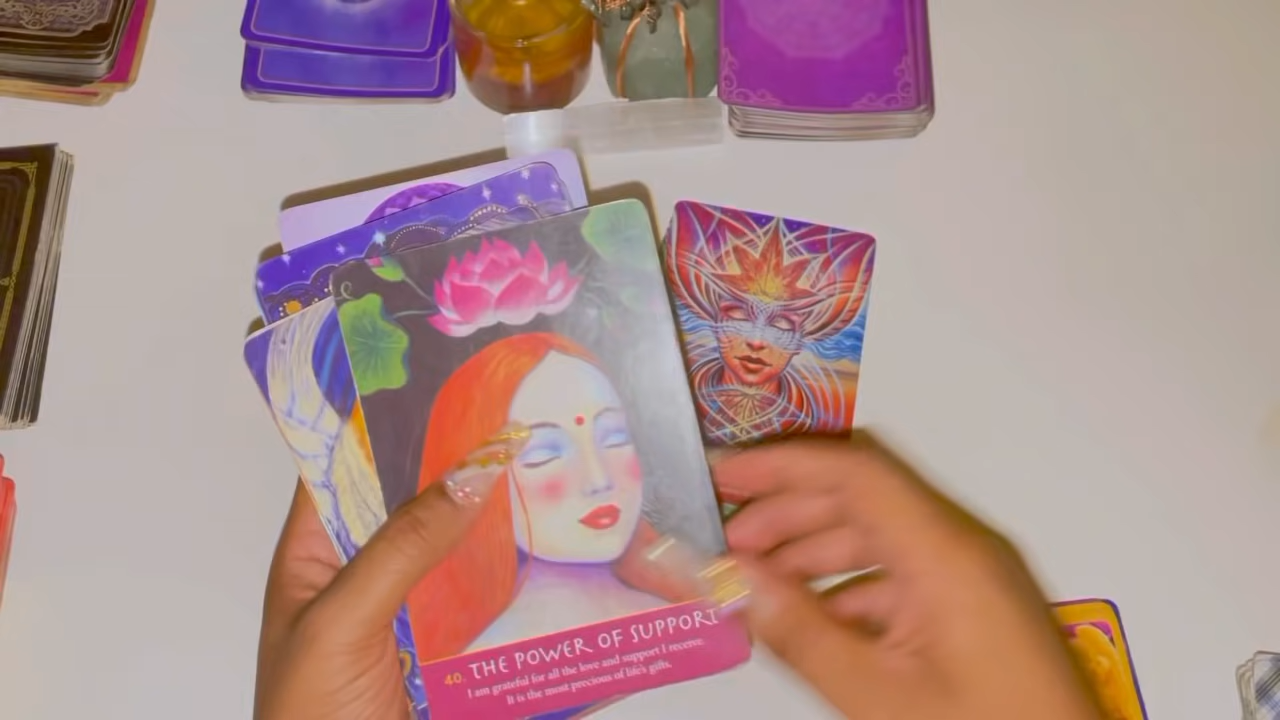 40. THE POWER OF SUPPORT
I am grateful for all the love and support I receive.
It is the most precious of life's gifts.